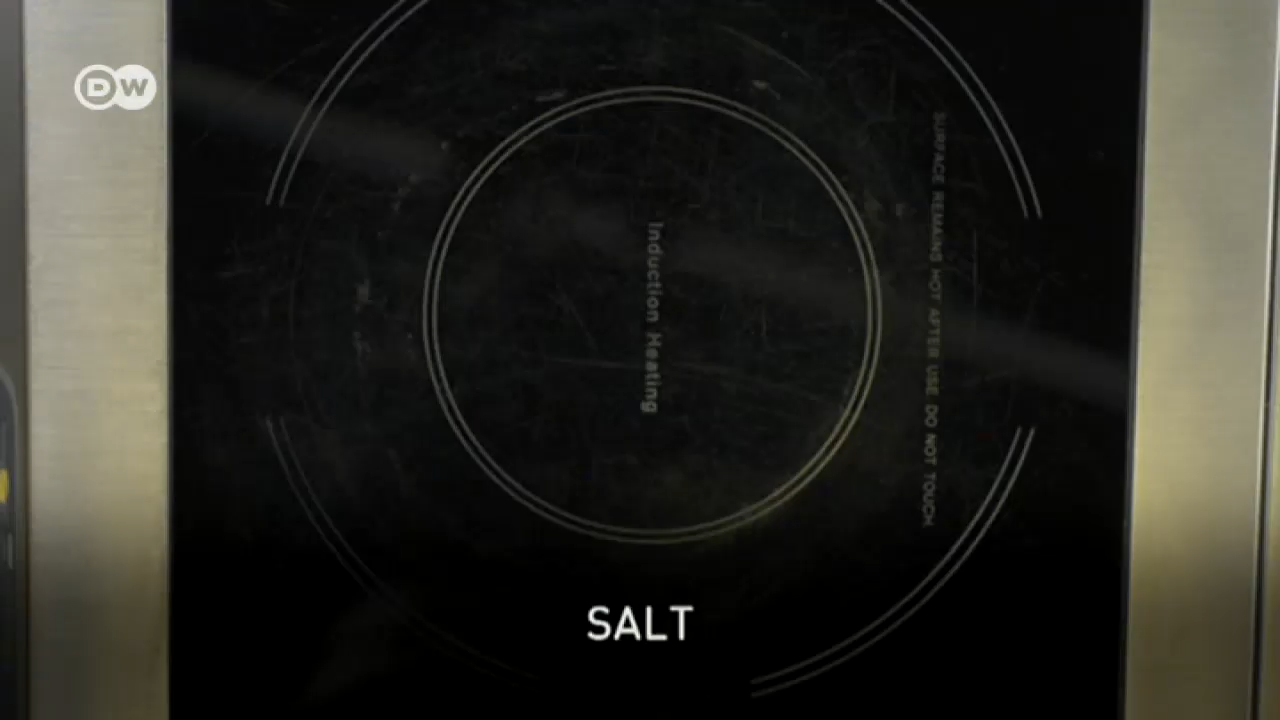 DW
SURFACE REMAINS HOT AFTER USE. DO NOT TOUCH
Induction Heating
SALT